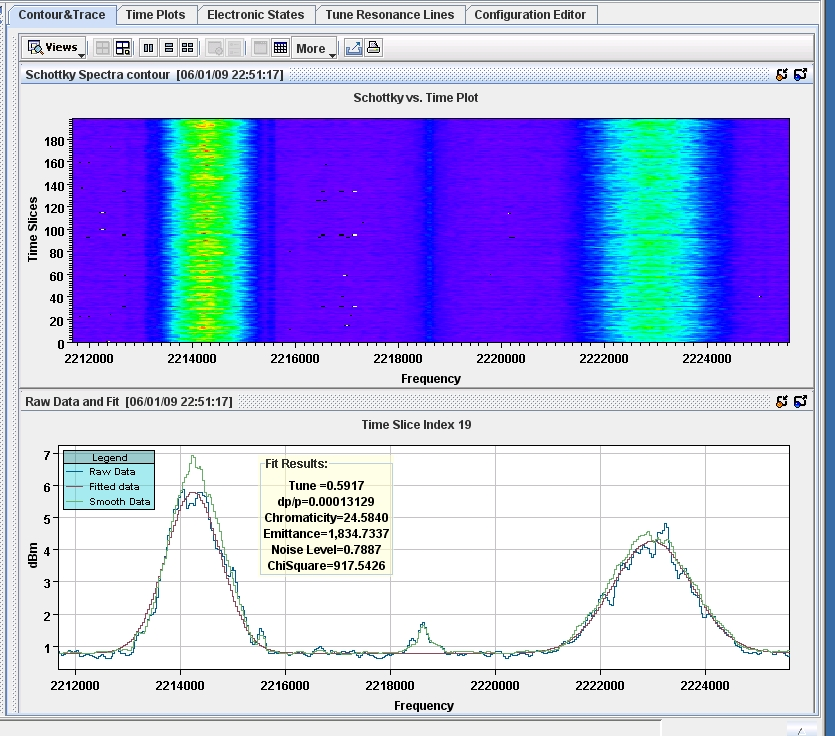 Contour&Trace Time Plots Electronic States Tune Resonance Lines Configuration Editor
Views More
Schottky Spectra contour [06/01/09 22:51:17]
Schottky vs. Time Plot
Time Slices
180
160
140
120
100
80
60
40
20
0
2212000 2214000 2216000 2218000 2220000 2222000 2224000
Frequency
Raw Data and Fit [06/01/09 22:51:17]
Time Slice Index 19
dBm
7
6
5
4
3
2
1
Legend
Raw Data
Fitted data
Smooth Data
Fit Results:
Tune =0.5917
dp/p=0.00013129
Chromaticity=24.5840
Emittance=1,834.7337
Noise Level=0.7887
ChiSquare=917.5426
2212000 2214000 2216000 2218000 2220000 2222000 2224000
Frequency